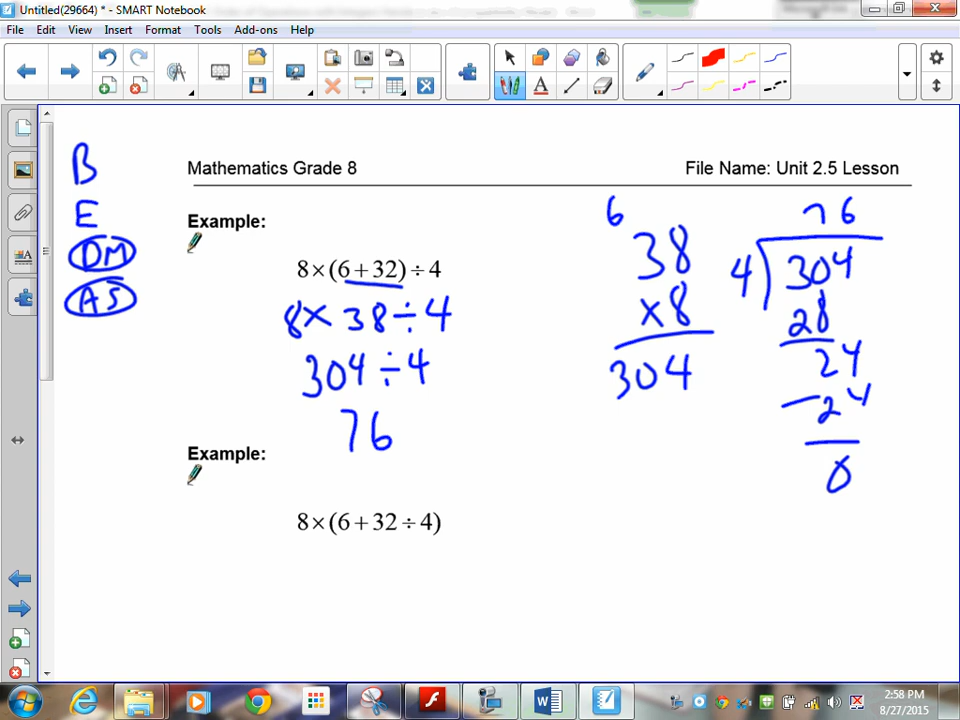 Untitled(29664) * - SMART Notebook
File Edit View Insert Format Tools Add-ons Help
Mathematics Grade 8 File Name: Unit 2.5 Lesson
B
E
DM
AS
Example:
8×(6+32)÷4
8×38÷4
304÷4
76
6
38
×8
304
76
4 304
28
24
−24
0
Example:
8×(6+32÷4)
2:58 PM
8/27/2015